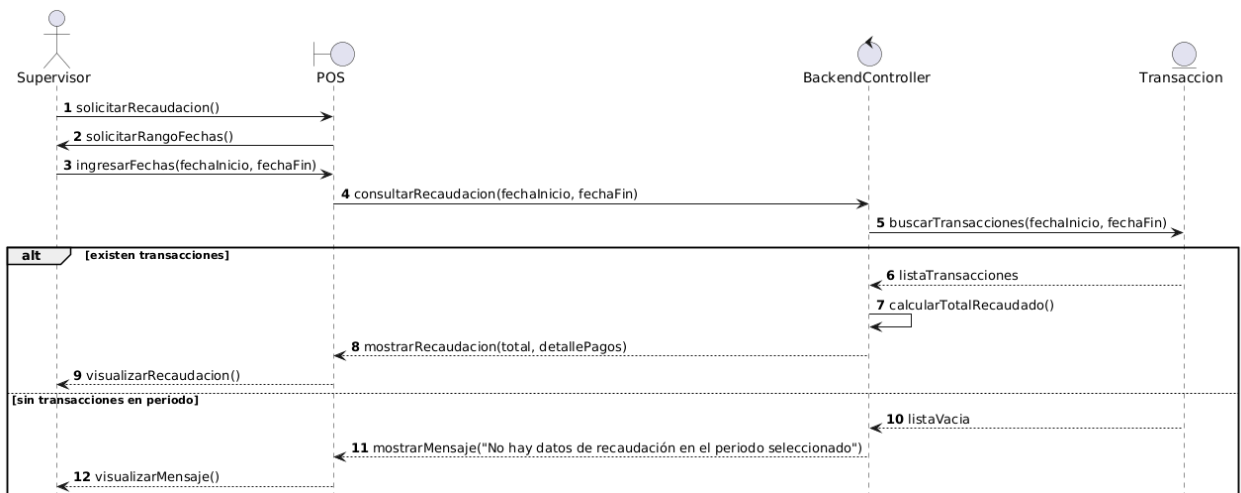 Supervisor
POS
BackendController
Transaccion
1 solicitarRecaudacion()
2 solicitarRangoFechas()
3 ingresarFechas(fechaInicio, fechaFin)
4 consultarRecaudacion(fechaInicio, fechaFin)
5 buscarTransacciones(fechaInicio, fechaFin)
alt [existen transacciones]
6 listaTransacciones
7 calcularTotalRecaudado()
8 mostrarRecaudacion(total, detallePagos)
9 visualizarRecaudacion()
[sin transacciones en periodo]
10 listaVacia
11 mostrarMensaje("No hay datos de recaudación en el periodo seleccionado")
12 visualizarMensaje()